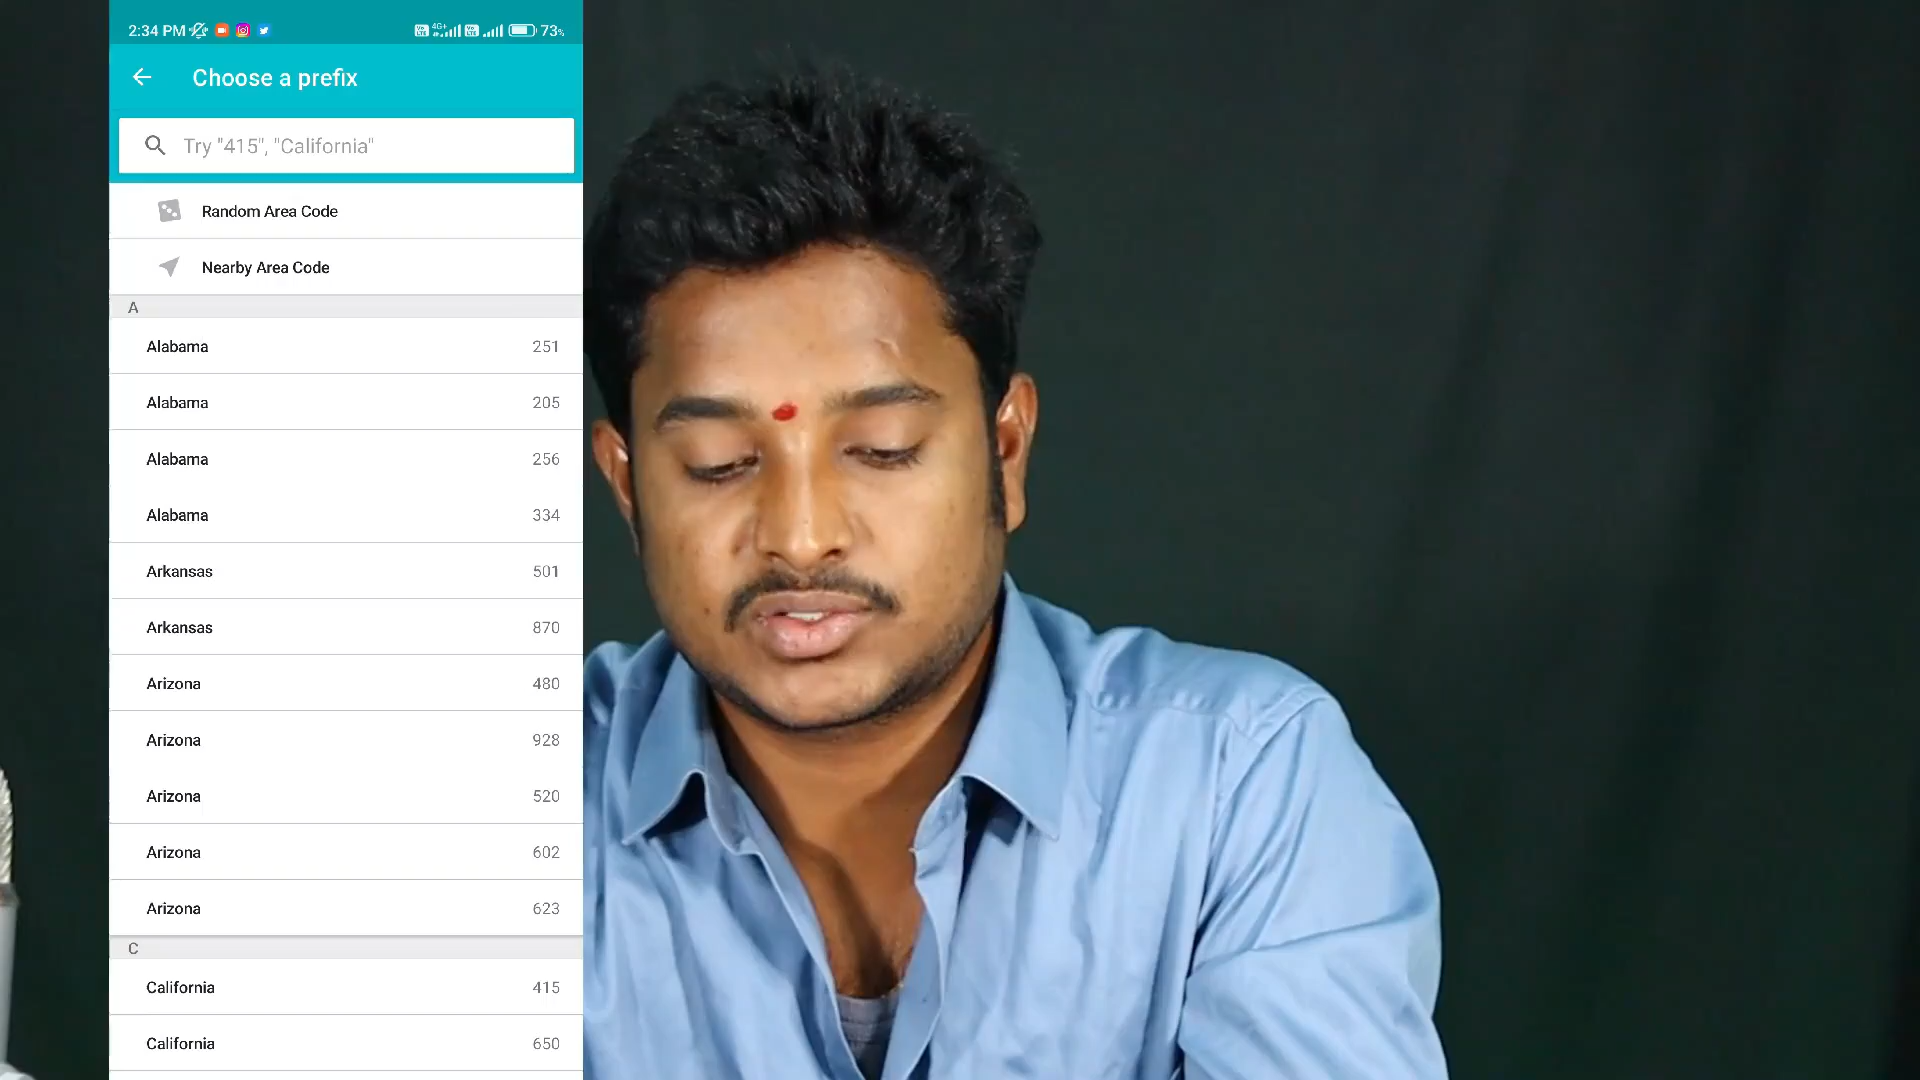 2:34 PM 4G+ 73%
Choose a prefix
Try "415", "California"
Random Area Code
Nearby Area Code
A
Alabama 251
Alabama 205
Alabama 256
Alabama 334
Arkansas 501
Arkansas 870
Arizona 480
Arizona 928
Arizona 520
Arizona 602
Arizona 623
C
California 415
California 650